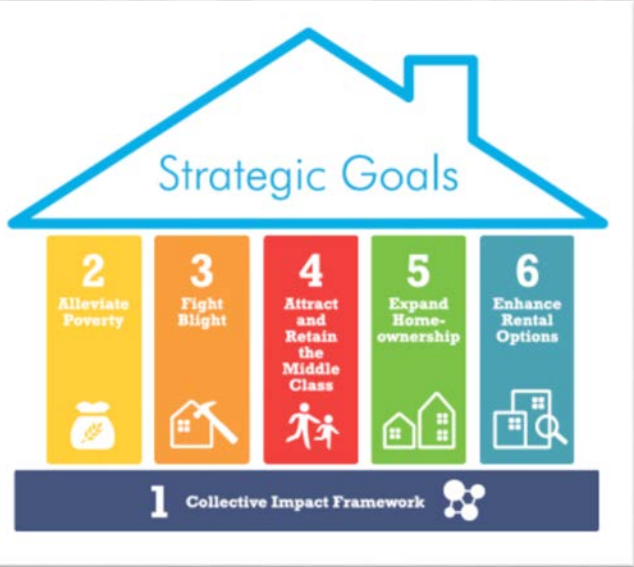 Strategic Goals
2
Alleviate
Poverty
3
Fight
Blight
4
Attract
and
Retain
the
Middle
Class
5
Expand
Home-
ownership
6
Enhance
Rental
Options
1 Collective Impact Framework